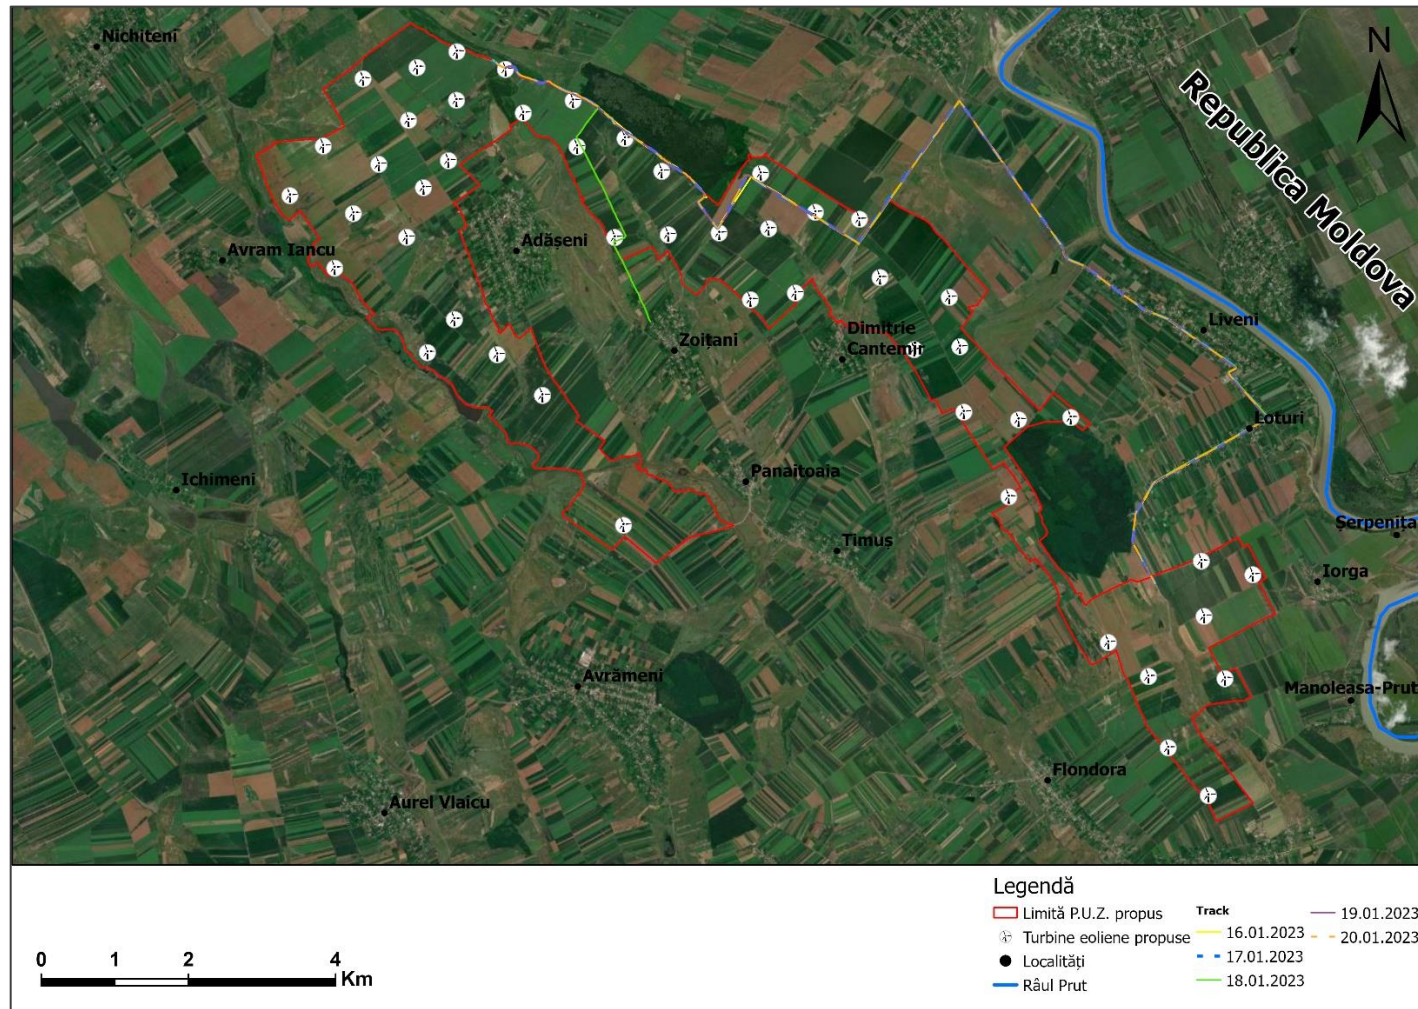 Nichiteni
N
Republica Moldova
Avram Iancu
Adășeni
Liveni
Zoițani
Dimitrie
Cantemir
Loturi
Ichimeni
Panaitoaia
Șerpenița
Timuș
Iorga
Avrămeni
Manoleasa-Prut
Flondora
Aurel Vlaicu
Legendă
Limită P.U.Z. propus
Turbine eoliene propuse
Localități
Râul Prut
Track
16.01.2023
17.01.2023
18.01.2023
19.01.2023
20.01.2023
0 1 2 4
Km